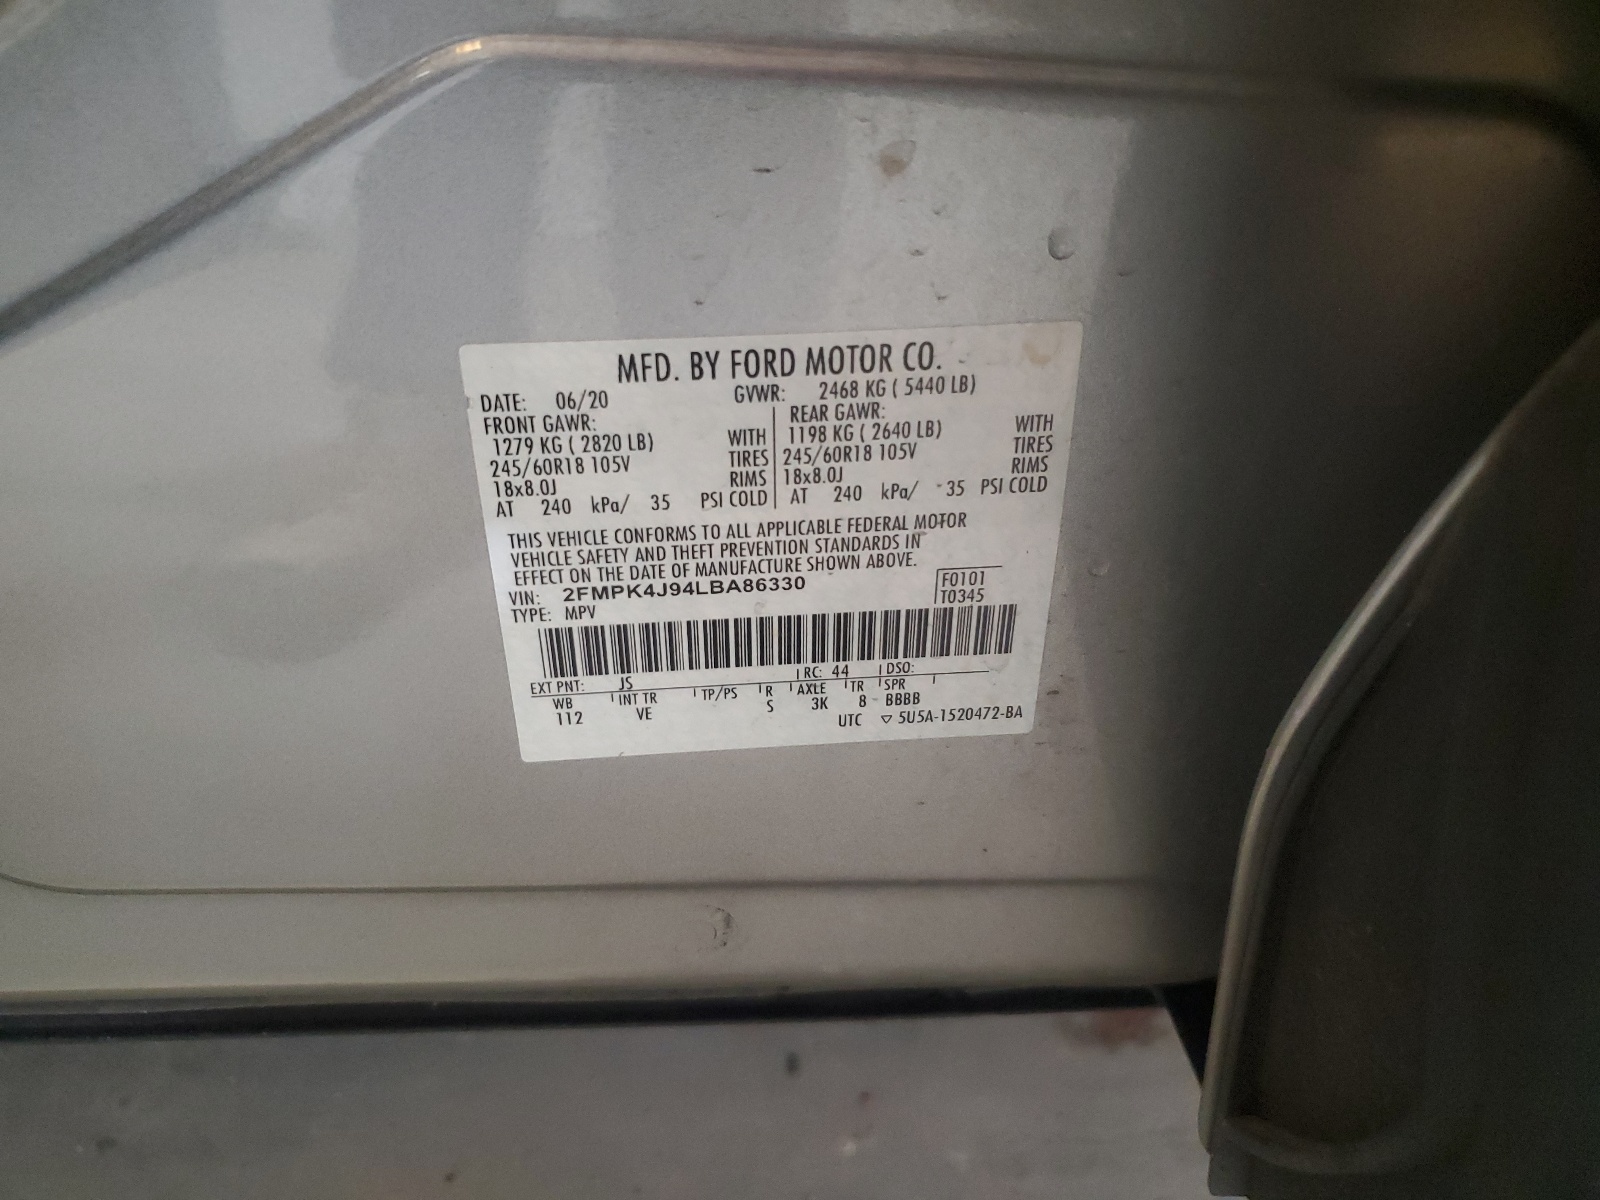 MFD. BY FORD MOTOR CO.
DATE: 06/20 GVWR: 2468 KG ( 5440 LB)
FRONT GAWR: REAR GAWR:
1279 KG ( 2820 LB) WITH 1198 KG ( 2640 LB) WITH
245/60R18 105V TIRES 245/60R18 105V TIRES
18x8.0J RIMS 18x8.0J RIMS
AT 240 kPa/ 35 PSI COLD AT 240 kPa/ 35 PSI COLD
THIS VEHICLE CONFORMS TO ALL APPLICABLE FEDERAL MOTOR
VEHICLE SAFETY AND THEFT PREVENTION STANDARDS IN
EFFECT ON THE DATE OF MANUFACTURE SHOWN ABOVE.
VIN: 2FMPK4J94LBA86330 F0101
TYPE: MPV T0345
EXT PNT: JS RC: 44 DSO:
WB INT TR TP/PS R AXLE TR SPR
112 VE S 3K 8 BBBB
UTC ▽ 5U5A-1520472-BA